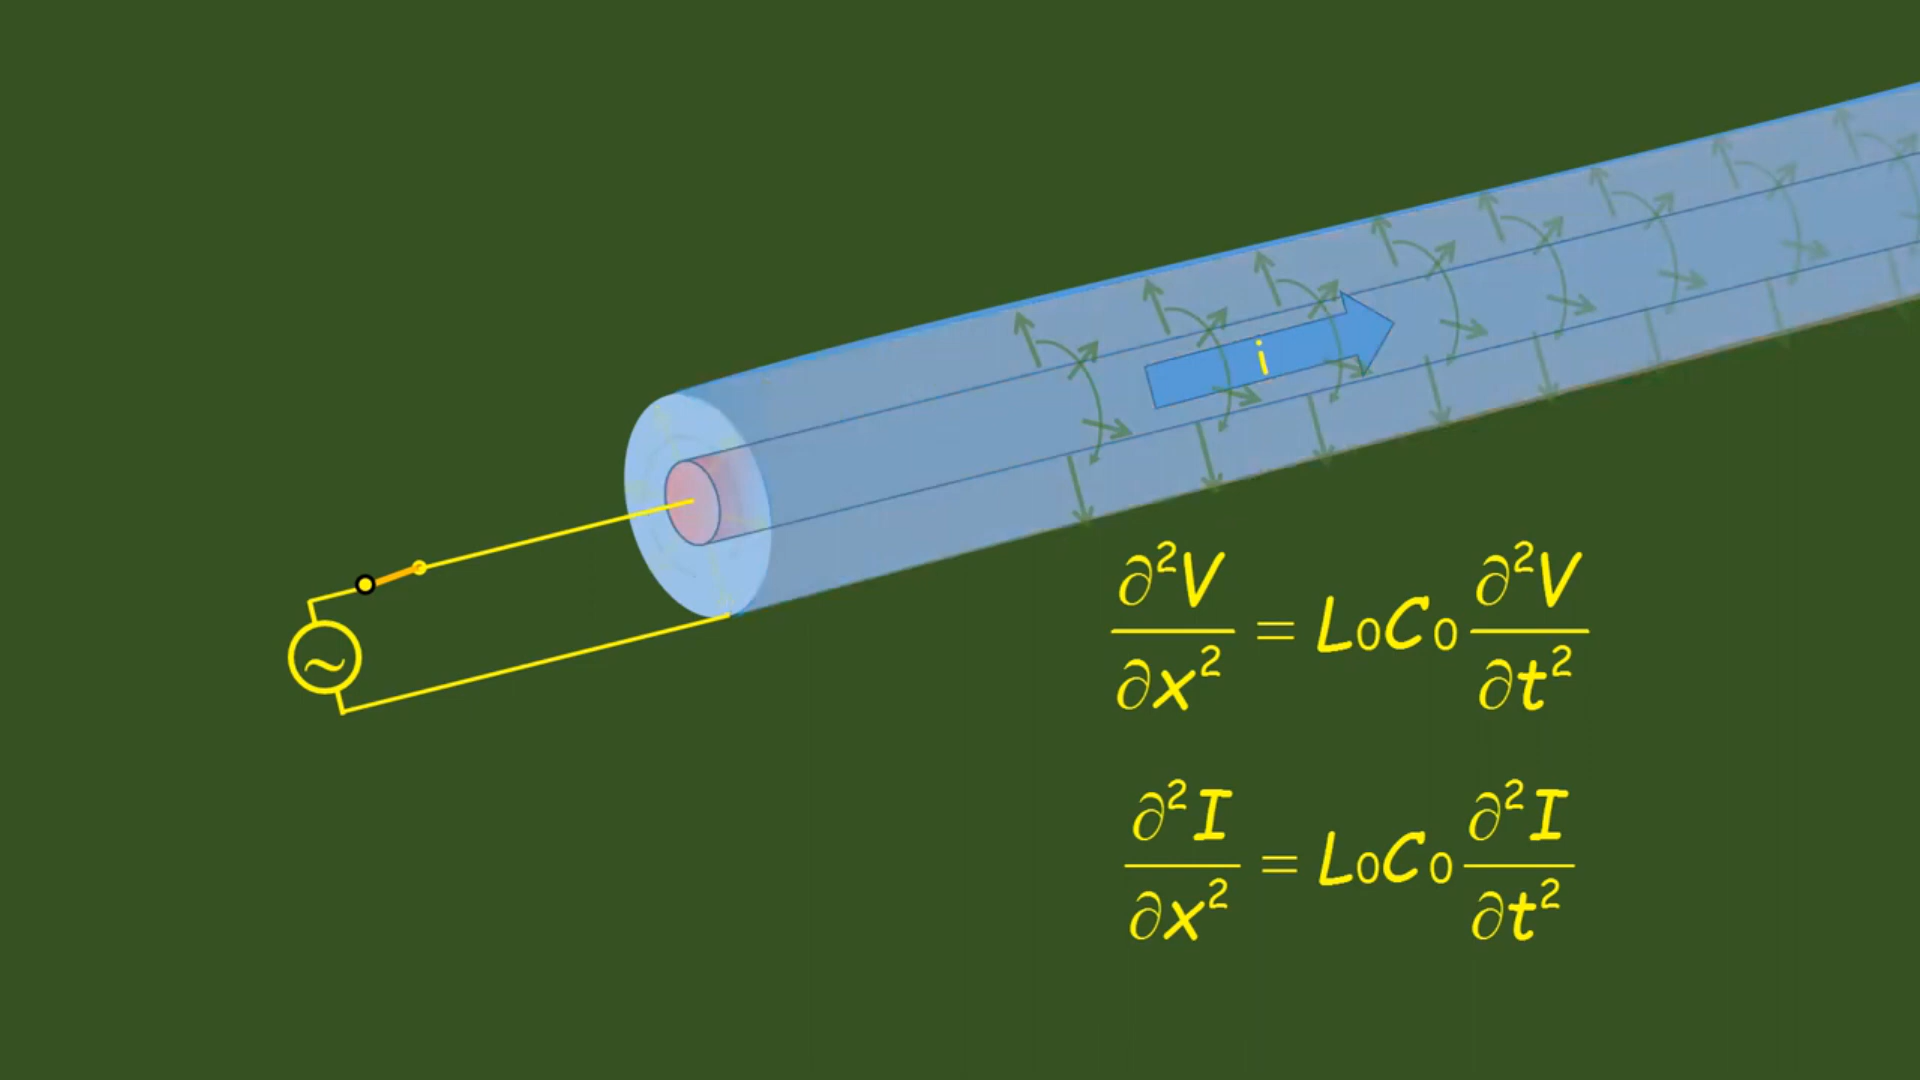 i
∂²V/∂x² = L₀C₀ ∂²V/∂t²
∂²I/∂x² = L₀C₀ ∂²I/∂t²